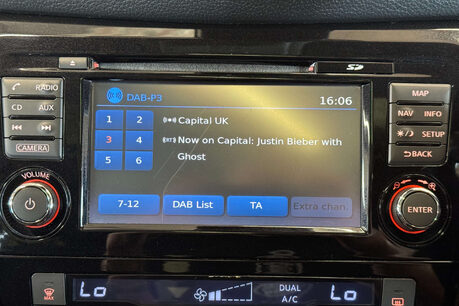 SD
RADIO
CD AUX
CAMERA
VOLUME
DAB-P3 16:06
1 2 Capital UK
3 4 Now on Capital: Justin Bieber with
5 6 Ghost
7-12 DAB List TA Extra chan.
MAP
NAV INFO
SETUP
BACK
ENTER
Lo DUAL Lo
A/C
MAX